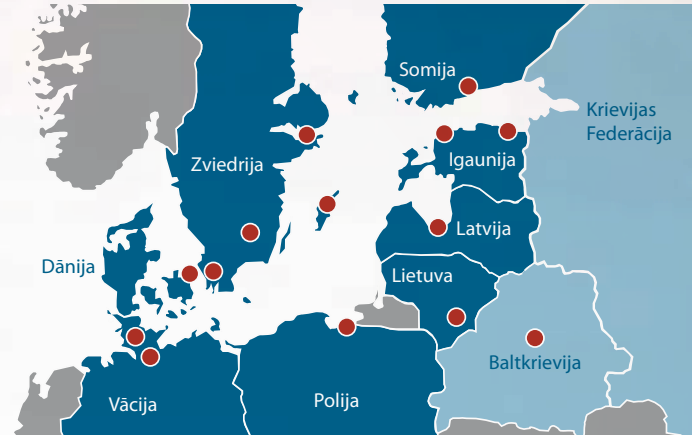 Somija
Krievijas
Federācija
Zviedrija
Igaunija
Latvija
Dānija
Lietuva
Baltkrievija
Vācija
Polija